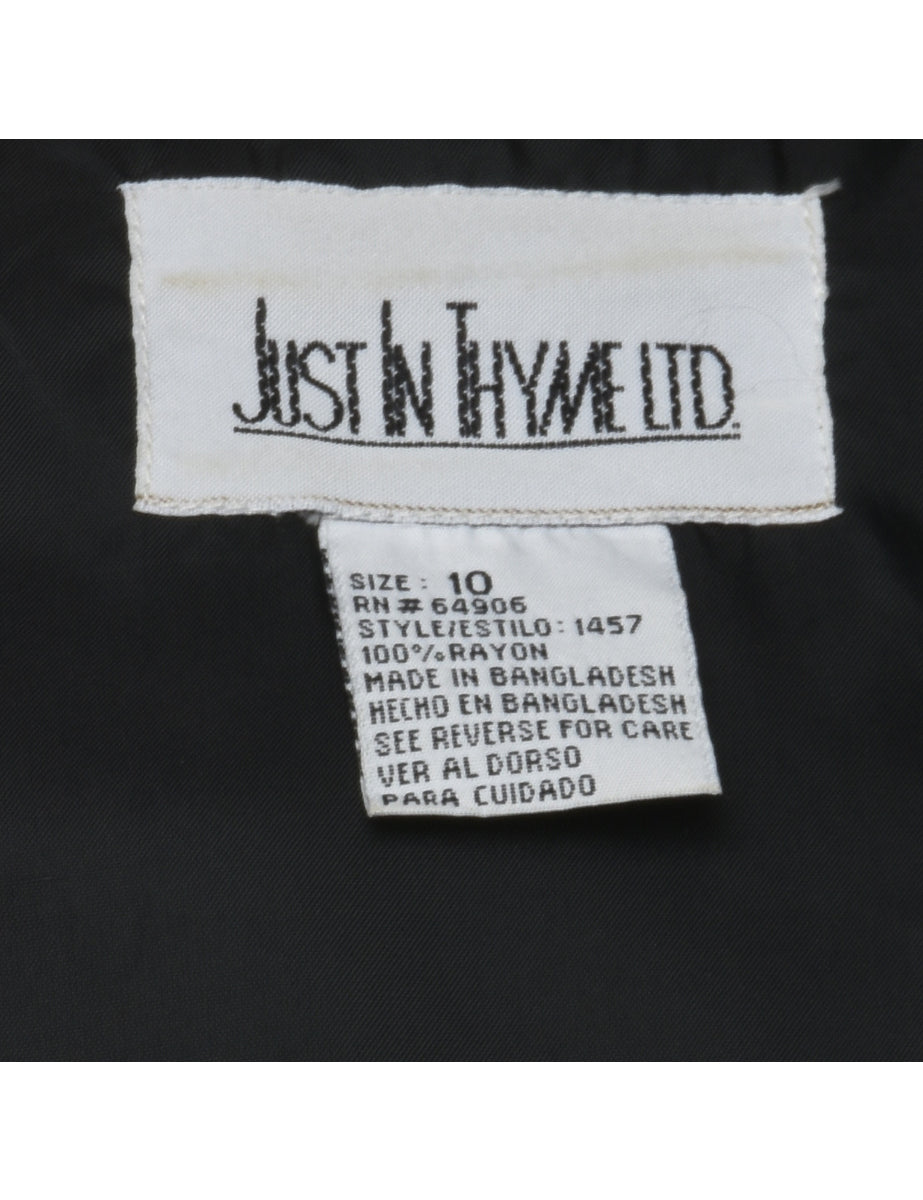 JUST IN THYME LTD.
SIZE: 10
RN # 64906
STYLE/ESTILO: 1457
100% RAYON
MADE IN BANGLADESH
HECHO EN BANGLADESH
SEE REVERSE FOR CARE
VER AL DORSO
PARA CUIDADO